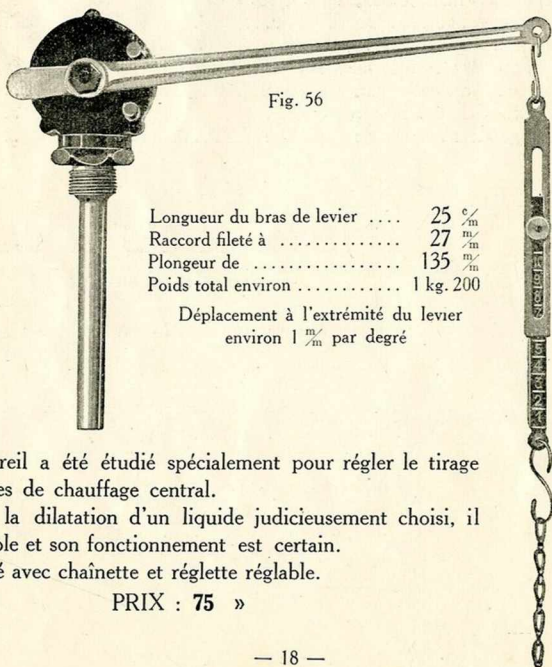 Fig. 56
Longueur du bras de levier .... 25 c/m
Raccord fileté à .............. 27 m/m
Plongeur de .................. 135 m/m
Poids total environ ............ 1 kg. 200
Déplacement à l'extrémité du levier
environ 1 m/m par degré
reil a été étudié spécialement pour régler le tirage
es de chauffage central.
la dilatation d'un liquide judicieusement choisi, il
ole et son fonctionnement est certain.
é avec chaînette et réglette réglable.
PRIX : 75 »
— 18 —